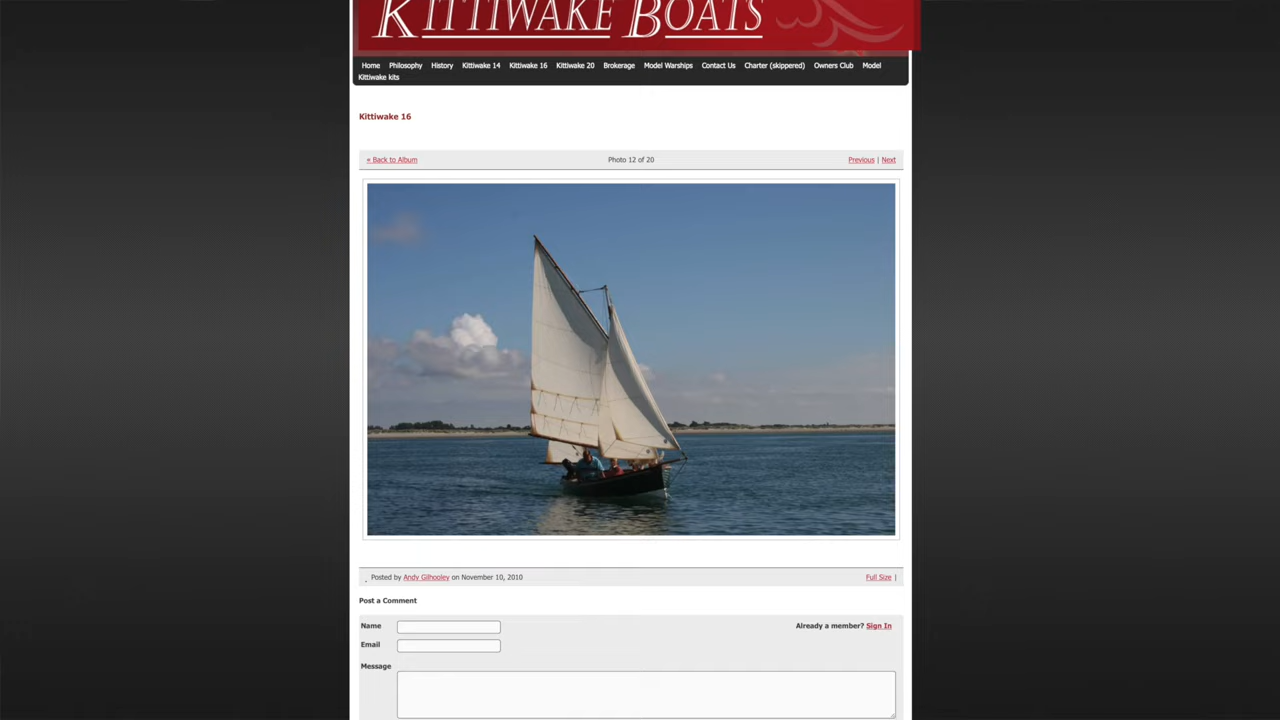 KITTIWAKE BOATS
Home Philosophy History Kittiwake 14 Kittiwake 16 Kittiwake 20 Brokerage Model Warships Contact Us Charter (skippered) Owners Club Model
Kittiwake kits
Kittiwake 16
« Back to Album Photo 12 of 20 Previous | Next
Posted by Andy Gilhooley on November 10, 2010 Full Size |
Post a Comment
Name Already a member? Sign In
Email
Message